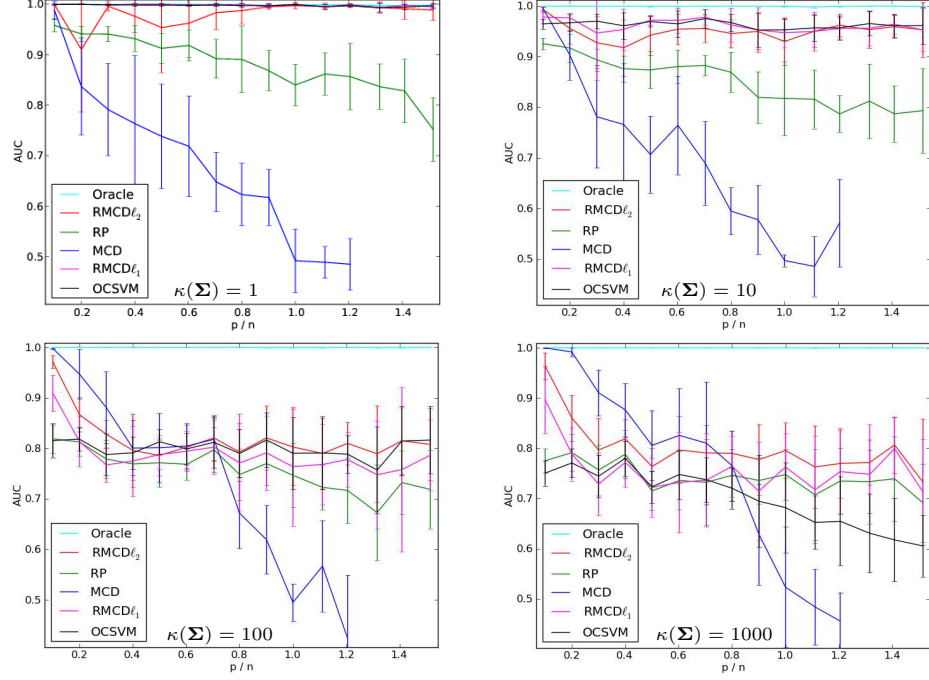 1.0
0.9
0.8
0.7
0.6
0.5
AUC
Oracle
RMCDℓ₂
RP
MCD
RMCDℓ₁
OCSVM
κ(Σ) = 1
0.2 0.4 0.6 0.8 1.0 1.2 1.4
p / n
1.0
0.9
0.8
0.7
0.6
0.5
AUC
Oracle
RMCDℓ₂
RP
MCD
RMCDℓ₁
OCSVM
κ(Σ) = 10
0.2 0.4 0.6 0.8 1.0 1.2 1.4
p / n
1.0
0.9
0.8
0.7
0.6
0.5
AUC
Oracle
RMCDℓ₂
RP
MCD
RMCDℓ₁
OCSVM
κ(Σ) = 100
0.2 0.4 0.6 0.8 1.0 1.2 1.4
p / n
1.0
0.9
0.8
0.7
0.6
0.5
AUC
Oracle
RMCDℓ₂
RP
MCD
RMCDℓ₁
OCSVM
κ(Σ) = 1000
0.2 0.4 0.6 0.8 1.0 1.2 1.4
p / n